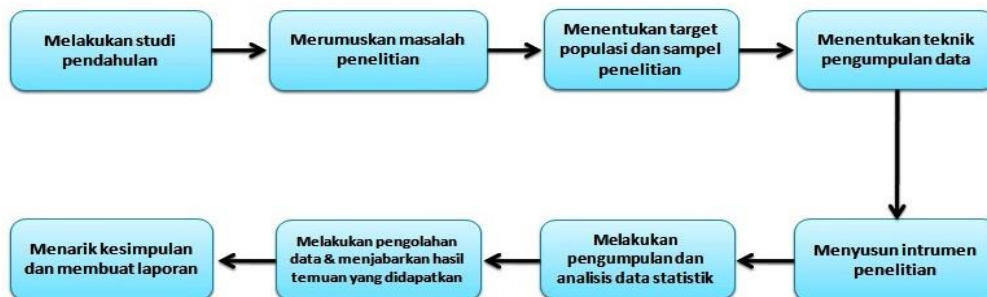 Melakukan studi
pendahulan
Merumuskan masalah
penelitian
Menentukan target
populasi dan sampel
penelitian
Menentukan teknik
pengumpulan data
Menyusun intrumen
penelitian
Melakukan
pengumpulan dan
analisis data statistik
Melakukan pengolahan
data & menjabarkan hasil
temuan yang didapatkan
Menarik kesimpulan
dan membuat laporan